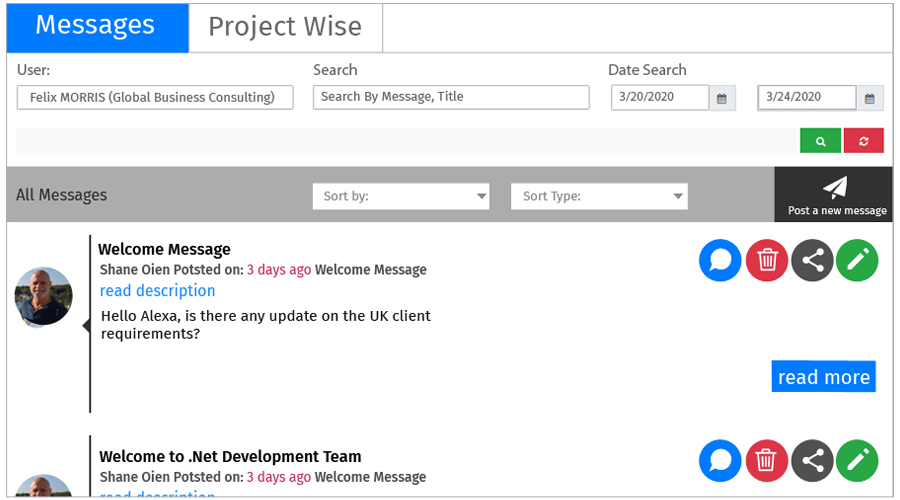 Messages
Project Wise
User:
Search
Date Search
Felix MORRIS (Global Business Consulting)
Search By Message, Title
3/20/2020
3/24/2020
All Messages
Sort by:
Sort Type:
Post a new message
Welcome Message
Shane Oien Potsted on: 3 days ago Welcome Message
read description
Hello Alexa, is there any update on the UK client
requirements?
read more
Welcome to .Net Development Team
Shane Oien Potsted on: 3 days ago Welcome Message
read description